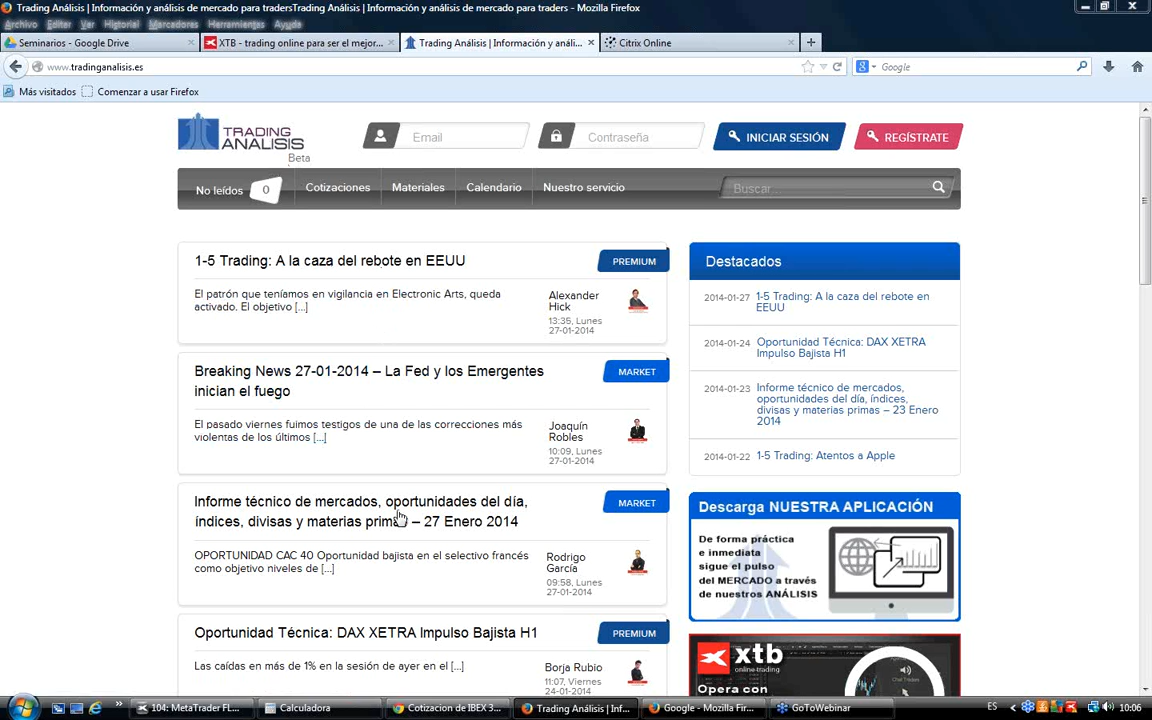 Trading Análisis | Información y análisis de mercado para tradersTrading Análisis | Información y análisis de mercado para traders - Mozilla Firefox
Archivo Editar Ver Historial Marcadores Herramientas Ayuda
Seminarios - Google Drive
XTB - trading online para ser el mejor...
Trading Análisis | Información y análi...
Citrix Online
www.tradinganalisis.es
Google
Más visitados
Comenzar a usar Firefox
TRADING
ANALISIS
Beta
Email
Contraseña
INICIAR SESIÓN
REGÍSTRATE
No leídos
0
Cotizaciones
Materiales
Calendario
Nuestro servicio
Buscar...
1-5 Trading: A la caza del rebote en EEUU
PREMIUM
El patrón que teníamos en vigilancia en Electronic Arts, queda
activado. El objetivo [...]
Alexander
Hick
13:35, Lunes
27-01-2014
Breaking News 27-01-2014 – La Fed y los Emergentes
inician el fuego
MARKET
El pasado viernes fuimos testigos de una de las correcciones más
violentas de los últimos [...]
Joaquín
Robles
10:09, Lunes
27-01-2014
Informe técnico de mercados, oportunidades del día,
índices, divisas y materias primas – 27 Enero 2014
MARKET
OPORTUNIDAD CAC 40 Oportunidad bajista en el selectivo francés
como objetivo niveles de [...]
Rodrigo
García
09:58, Lunes
27-01-2014
Oportunidad Técnica: DAX XETRA Impulso Bajista H1
PREMIUM
Las caídas en más de 1% en la sesión de ayer en el [...]
Borja Rubio
11:07, Viernes
24-01-2014
Destacados
2014-01-27 1-5 Trading: A la caza del rebote en
EEUU
2014-01-24 Oportunidad Técnica: DAX XETRA
Impulso Bajista H1
2014-01-23 Informe técnico de mercados,
oportunidades del día, índices,
divisas y materias primas – 23 Enero
2014
2014-01-22 1-5 Trading: Atentos a Apple
Descarga NUESTRA APLICACIÓN
De forma práctica
e inmediata
sigue el pulso
del MERCADO a través
de nuestros ANÁLISIS
xtb
online trading
Opera con
Chat Traders
104: MetaTrader FL...
Calculadora
Cotizacion de IBEX 3...
Trading Análisis | Inf...
Google - Mozilla Fir...
GoToWebinar
ES
10:06